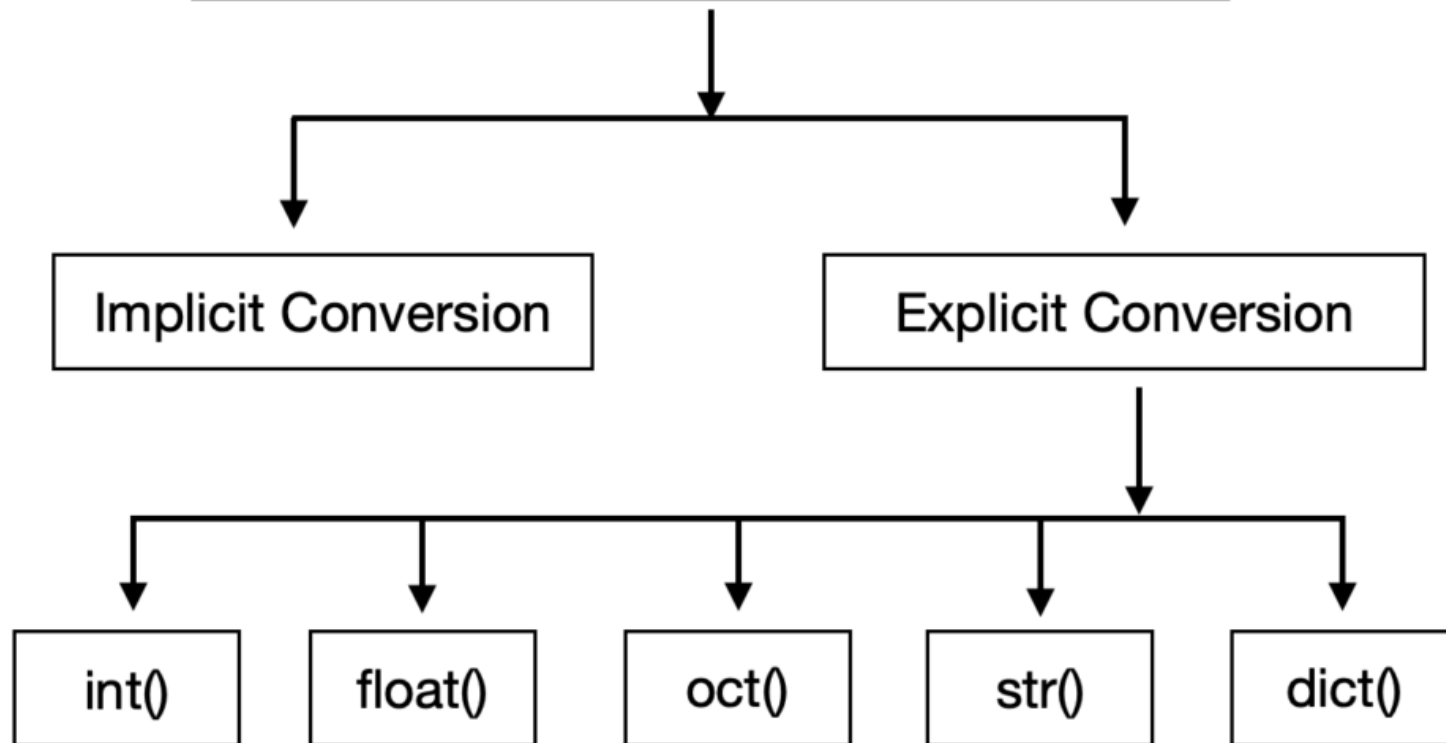 Implicit Conversion
Explicit Conversion
int()
float()
oct()
str()
dict()